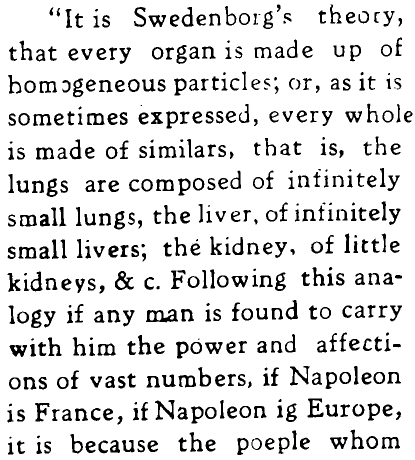 “It is Swedenborg's theory,
that every organ is made up of
homogeneous particles; or, as it is
sometimes expressed, every whole
is made of similars, that is, the
lungs are composed of infinitely
small lungs, the liver, of infinitely
small livers; the kidney, of little
kidneys, & c. Following this ana-
logy if any man is found to carry
with him the power and affecti-
ons of vast numbers, if Napoleon
is France, if Napoleon ig Europe,
it is because the poeple whom